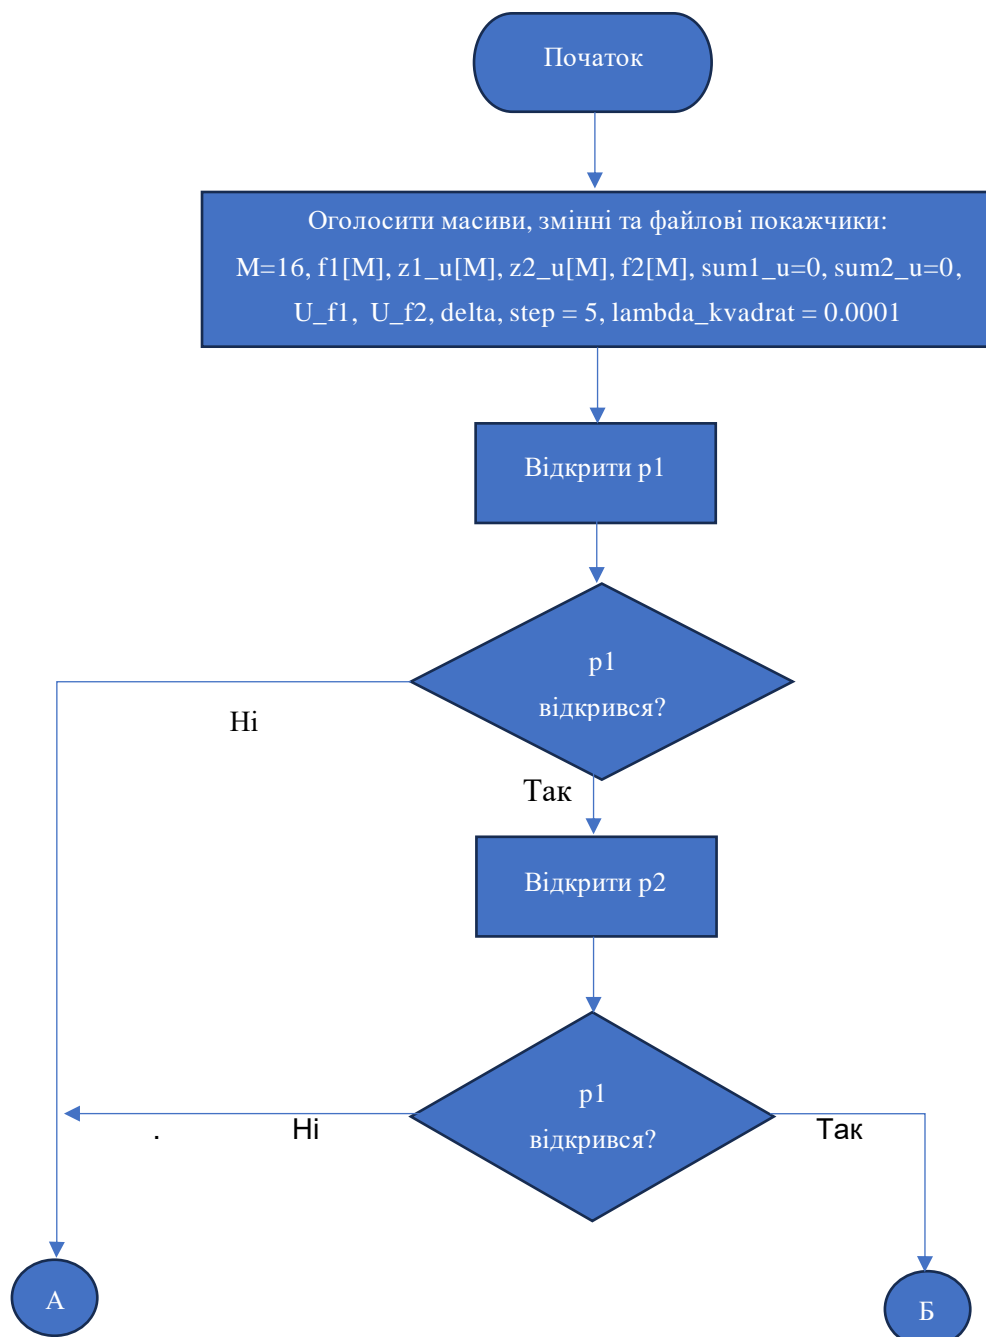 Початок
Оголосити масиви, змінні та файлові покажчики:
M=16, f1[M], z1_u[M], z2_u[M], f2[M], sum1_u=0, sum2_u=0,
U_f1, U_f2, delta, step = 5, lambda_kvadrat = 0.0001
Відкрити p1
p1
відкрився?
Ні
Так
Відкрити p2
p1
відкрився?
. Ні
Так
А
Б